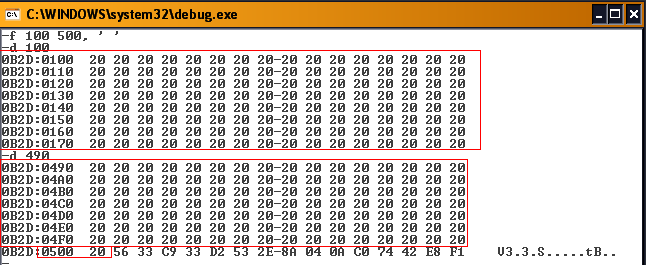 C:\WINDOWS\system32\debug.exe
-f 100 500, ' '
-d 100
0B2D:0100  20 20 20 20 20 20 20 20-20 20 20 20 20 20 20 20
0B2D:0110  20 20 20 20 20 20 20 20-20 20 20 20 20 20 20 20
0B2D:0120  20 20 20 20 20 20 20 20-20 20 20 20 20 20 20 20
0B2D:0130  20 20 20 20 20 20 20 20-20 20 20 20 20 20 20 20
0B2D:0140  20 20 20 20 20 20 20 20-20 20 20 20 20 20 20 20
0B2D:0150  20 20 20 20 20 20 20 20-20 20 20 20 20 20 20 20
0B2D:0160  20 20 20 20 20 20 20 20-20 20 20 20 20 20 20 20
0B2D:0170  20 20 20 20 20 20 20 20-20 20 20 20 20 20 20 20
-d 490
0B2D:0490  20 20 20 20 20 20 20 20-20 20 20 20 20 20 20 20
0B2D:04A0  20 20 20 20 20 20 20 20-20 20 20 20 20 20 20 20
0B2D:04B0  20 20 20 20 20 20 20 20-20 20 20 20 20 20 20 20
0B2D:04C0  20 20 20 20 20 20 20 20-20 20 20 20 20 20 20 20
0B2D:04D0  20 20 20 20 20 20 20 20-20 20 20 20 20 20 20 20
0B2D:04E0  20 20 20 20 20 20 20 20-20 20 20 20 20 20 20 20
0B2D:04F0  20 20 20 20 20 20 20 20-20 20 20 20 20 20 20 20
0B2D:0500  20 56 33 C9 33 D2 53 2E-8A 04 0A C0 74 42 E8 F1   V3.3.S.....tB..